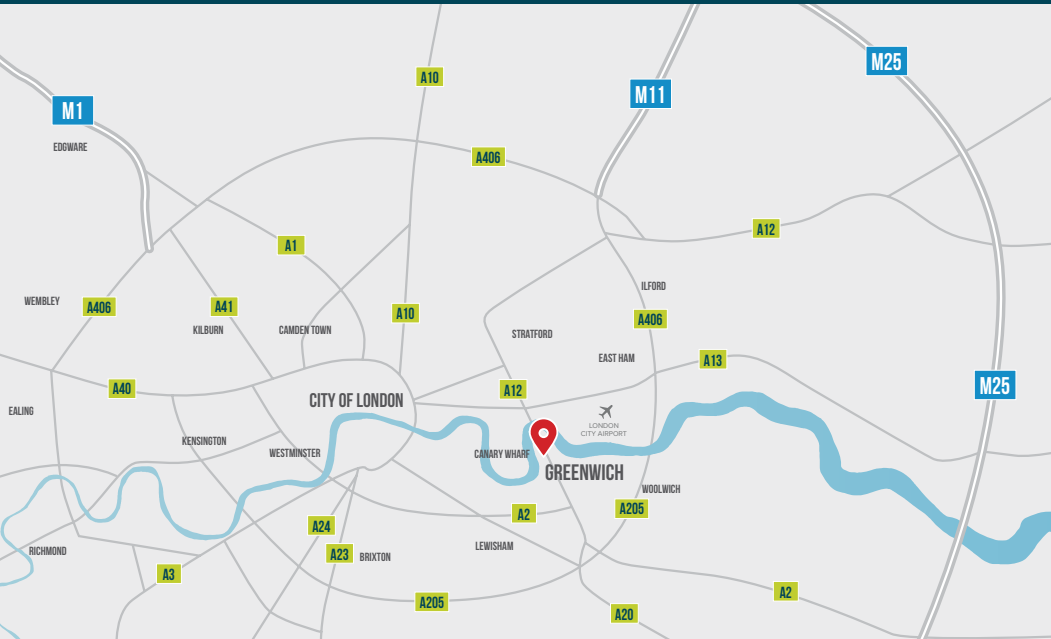 M25
A10
M11
M1
EDGWARE
A406
A12
A1
ILFORD
WEMBLEY
A406
A41
A10
A406
KILBURN
CAMDEN TOWN
STRATFORD
EAST HAM
A13
A40
A12
M25
CITY OF LONDON
EALING
LONDON
CITY AIRPORT
KENSINGTON
WESTMINSTER
CANARY WHARF
GREENWICH
WOOLWICH
A205
A2
A24
RICHMOND
A23
BRIXTON
LEWISHAM
A3
A205
A2
A20